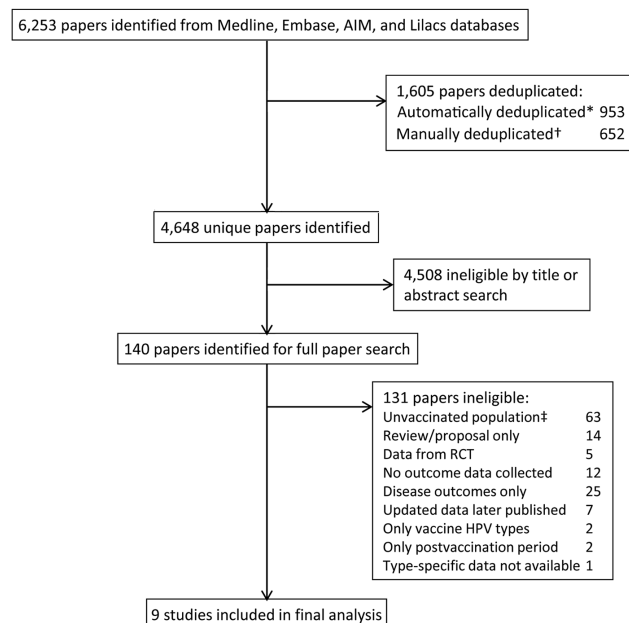 6,253 papers identified from Medline, Embase, AIM, and Lilacs databases
1,605 papers deduplicated:
Automatically deduplicated* 953
Manually deduplicated† 652
4,648 unique papers identified
4,508 ineligible by title or
abstract search
140 papers identified for full paper search
131 papers ineligible:
Unvaccinated population‡ 63
Review/proposal only 14
Data from RCT 5
No outcome data collected 12
Disease outcomes only 25
Updated data later published 7
Only vaccine HPV types 2
Only postvaccination period 2
Type-specific data not available 1
9 studies included in final analysis